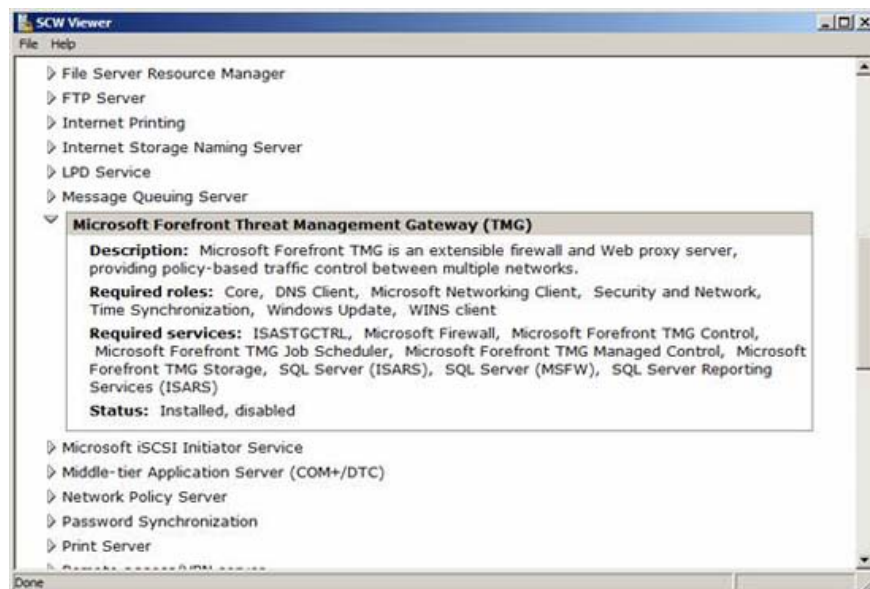 SCW Viewer
File Help
File Server Resource Manager
FTP Server
Internet Printing
Internet Storage Naming Server
LPD Service
Message Queuing Server
Microsoft Forefront Threat Management Gateway (TMG)
Description: Microsoft Forefront TMG is an extensible firewall and Web proxy server,
providing policy-based traffic control between multiple networks.
Required roles: Core, DNS Client, Microsoft Networking Client, Security and Network,
Time Synchronization, Windows Update, WINS client
Required services: ISASTGCTRL, Microsoft Firewall, Microsoft Forefront TMG Control,
Microsoft Forefront TMG Job Scheduler, Microsoft Forefront TMG Managed Control, Microsoft
Forefront TMG Storage, SQL Server (ISARS), SQL Server (MSFW), SQL Server Reporting
Services (ISARS)
Status: Installed, disabled
Microsoft iSCSI Initiator Service
Middle-tier Application Server (COM+/DTC)
Network Policy Server
Password Synchronization
Print Server
Done